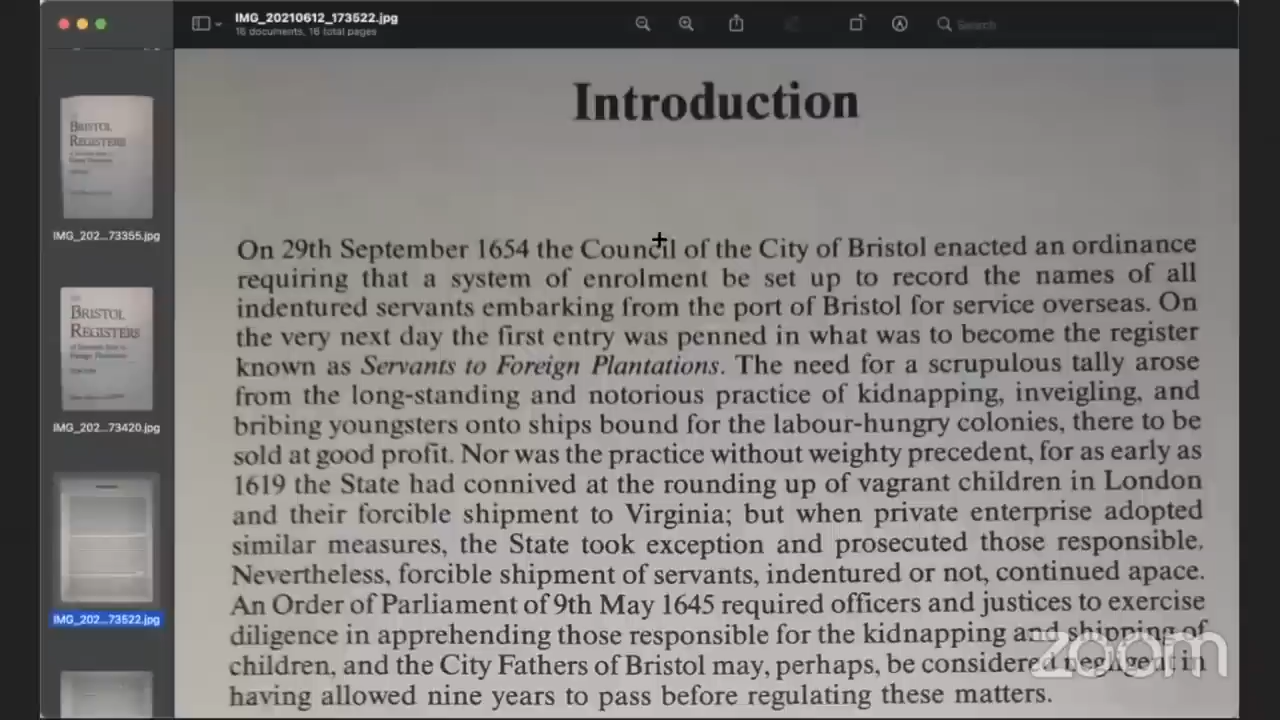 IMG_20210612_173522.jpg
16 documents, 16 total pages
Search
BRISTOL
REGISTERS
IMG_202...73355.jpg
BRISTOL
REGISTERS
IMG_202...73420.jpg
IMG_202...73522.jpg
Introduction
On 29th September 1654 the Council of the City of Bristol enacted an ordinance
requiring that a system of enrolment be set up to record the names of all
indentured servants embarking from the port of Bristol for service overseas. On
the very next day the first entry was penned in what was to become the register
known as Servants to Foreign Plantations. The need for a scrupulous tally arose
from the long-standing and notorious practice of kidnapping, inveigling, and
bribing youngsters onto ships bound for the labour-hungry colonies, there to be
sold at good profit. Nor was the practice without weighty precedent, for as early as
1619 the State had connived at the rounding up of vagrant children in London
and their forcible shipment to Virginia; but when private enterprise adopted
similar measures, the State took exception and prosecuted those responsible.
Nevertheless, forcible shipment of servants, indentured or not, continued apace.
An Order of Parliament of 9th May 1645 required officers and justices to exercise
diligence in apprehending those responsible for the kidnapping and shipping of
children, and the City Fathers of Bristol may, perhaps, be considered negligent in
having allowed nine years to pass before regulating these matters.
zoom